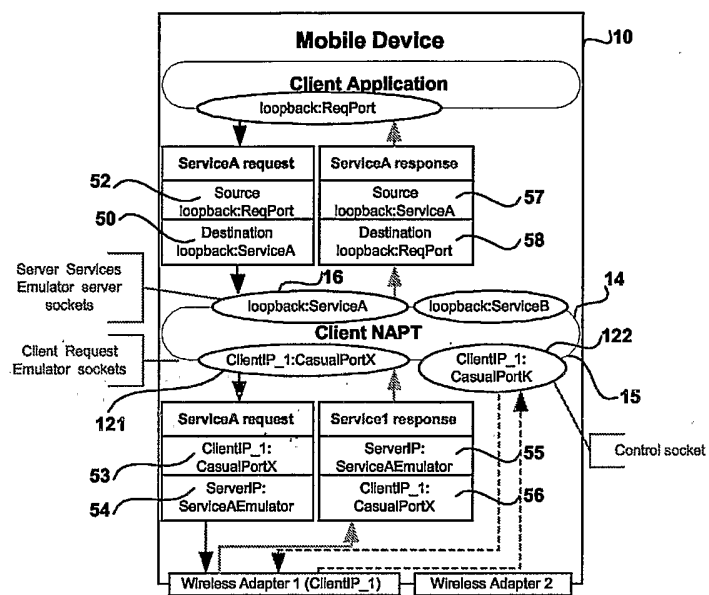 Mobile Device
10
Client Application
loopback:ReqPort
ServiceA request
ServiceA response
52
Source
loopback:ReqPort
Source
loopback:ServiceA
57
50
Destination
loopback:ServiceA
Destination
loopback:ReqPort
58
Server Services
Emulator server
sockets
16
loopback:ServiceA
loopback:ServiceB
14
Client NAPT
Client Request
Emulator sockets
ClientIP_1:CasualPortX
ClientIP_1:
CasualPortK
122
15
121
ServiceA request
Service1 response
Control socket
53
ClientIP_1:
CasualPortX
ServerIP:
ServiceAEmulator
55
54
ServerIP:
ServiceAEmulator
ClientIP_1:
CasualPortX
56
Wireless Adapter 1 (ClientIP_1)
Wireless Adapter 2